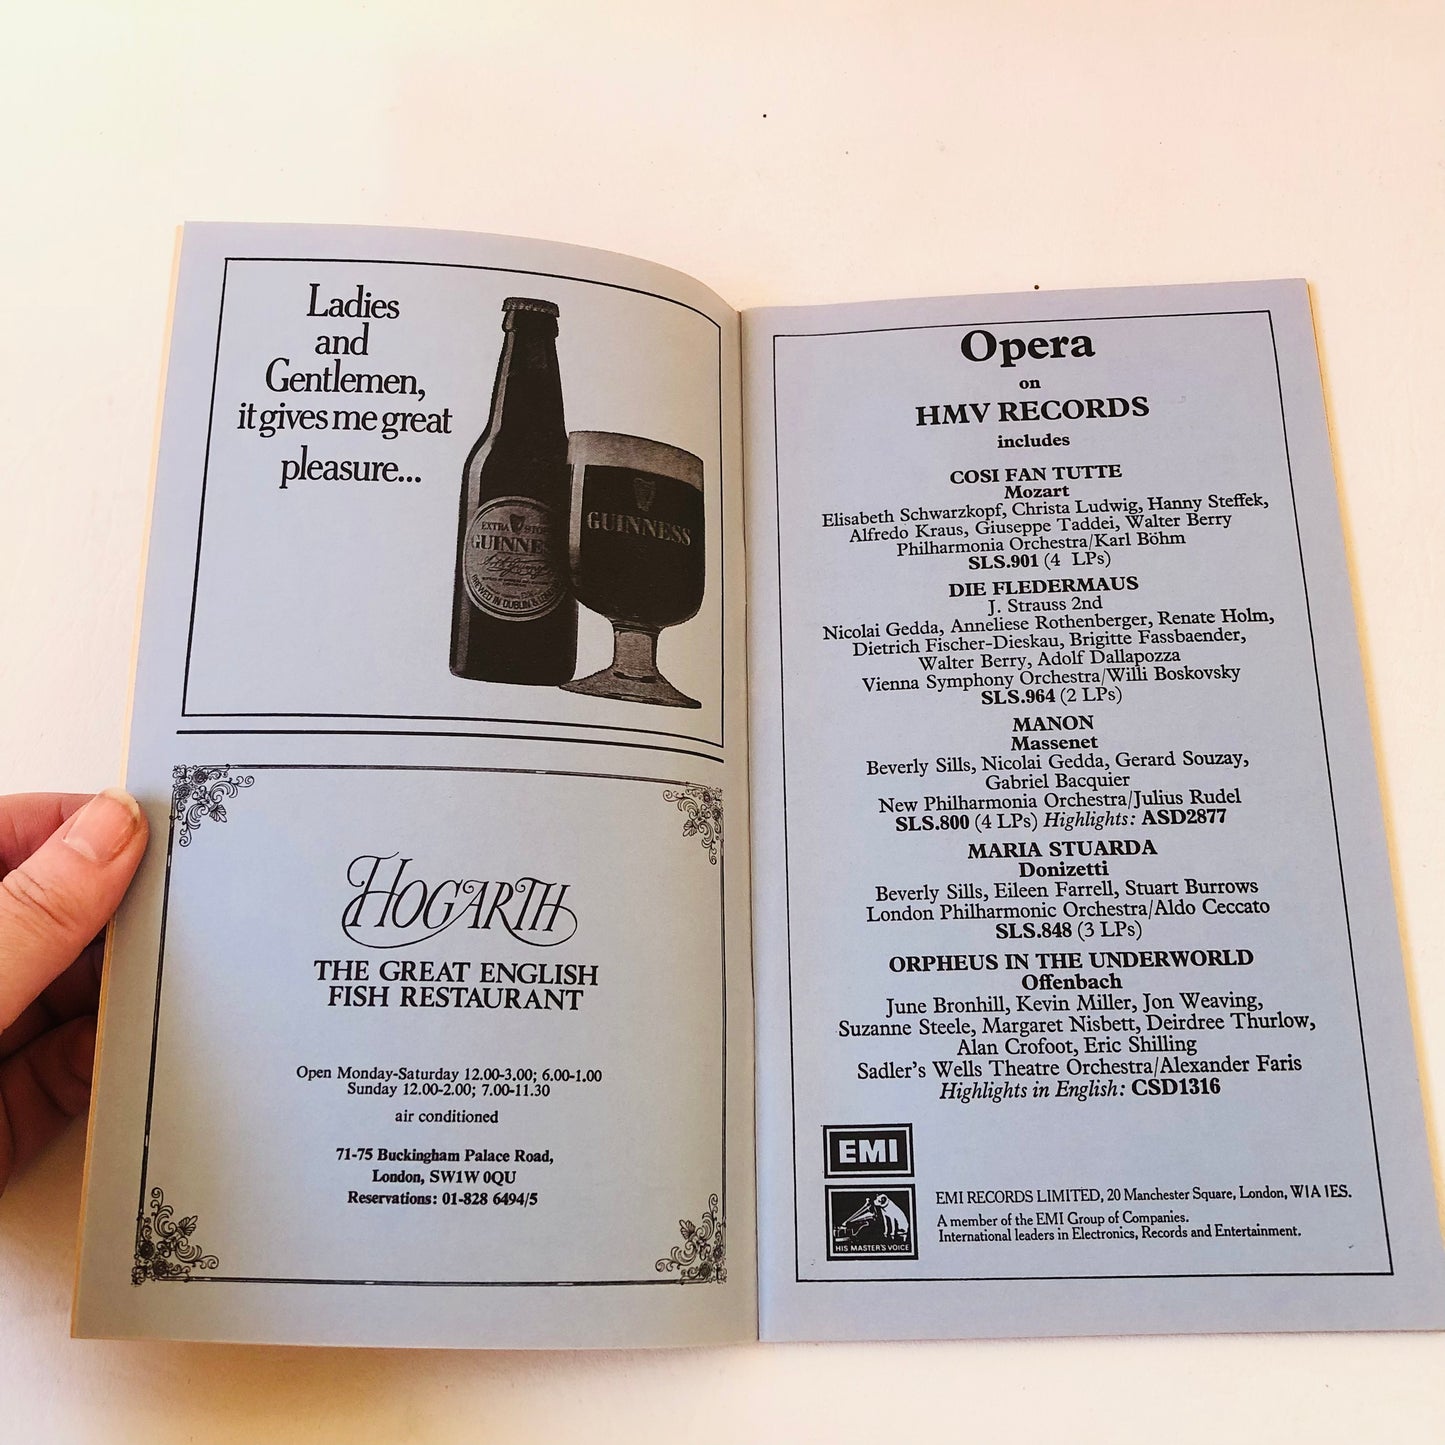 Ladies
and
Gentlemen,
it gives me great
pleasure...
EXTRA STOUT
GUINNESS
BREWED IN DUBLIN &
GUINNESS
HOGARTH
THE GREAT ENGLISH
FISH RESTAURANT
Open Monday-Saturday 12.00-3.00; 6.00-1.00
Sunday 12.00-2.00; 7.00-11.30
air conditioned
71-75 Buckingham Palace Road,
London, SW1W 0QU
Reservations: 01-828 6494/5
Opera
on
HMV RECORDS
includes
COSI FAN TUTTE
Mozart
Elisabeth Schwarzkopf, Christa Ludwig, Hanny Steffek,
Alfredo Kraus, Giuseppe Taddei, Walter Berry
Philharmonia Orchestra/Karl Böhm
SLS.901 (4 LPs)
DIE FLEDERMAUS
J. Strauss 2nd
Nicolai Gedda, Anneliese Rothenberger, Renate Holm,
Dietrich Fischer-Dieskau, Brigitte Fassbaender,
Walter Berry, Adolf Dallapozza
Vienna Symphony Orchestra/Willi Boskovsky
SLS.964 (2 LPs)
MANON
Massenet
Beverly Sills, Nicolai Gedda, Gerard Souzay,
Gabriel Bacquier
New Philharmonia Orchestra/Julius Rudel
SLS.800 (4 LPs) Highlights: ASD2877
MARIA STUARDA
Donizetti
Beverly Sills, Eileen Farrell, Stuart Burrows
London Philharmonic Orchestra/Aldo Ceccato
SLS.848 (3 LPs)
ORPHEUS IN THE UNDERWORLD
Offenbach
June Bronhill, Kevin Miller, Jon Weaving,
Suzanne Steele, Margaret Nisbett, Deirdree Thurlow,
Alan Crofoot, Eric Shilling
Sadler's Wells Theatre Orchestra/Alexander Faris
Highlights in English: CSD1316
EMI
HIS MASTER'S VOICE
EMI RECORDS LIMITED, 20 Manchester Square, London, W1A 1ES.
A member of the EMI Group of Companies.
International leaders in Electronics, Records and Entertainment.